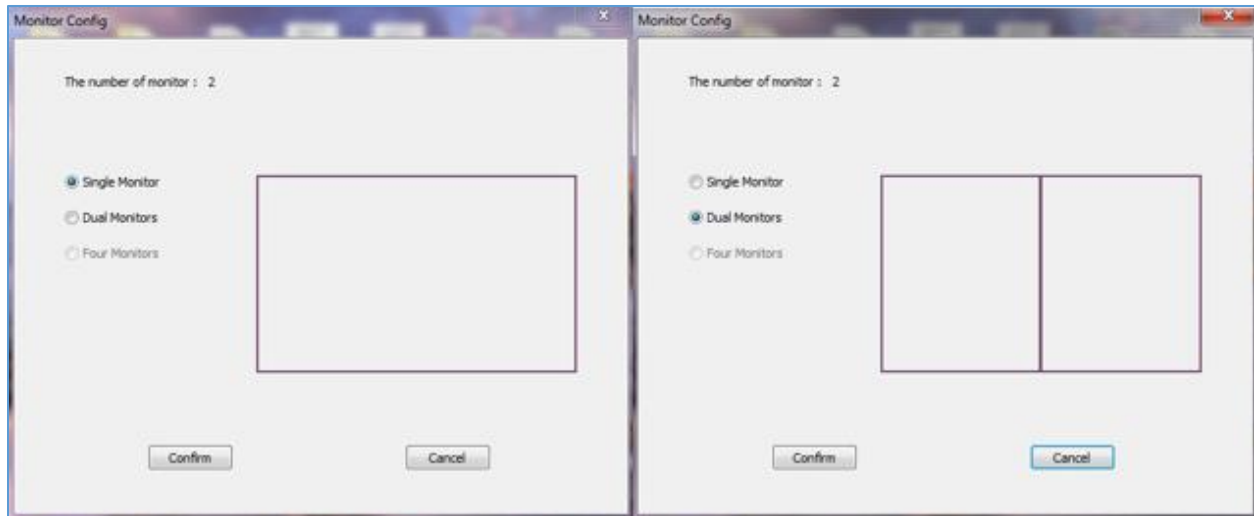 Monitor Config
The number of monitor : 2
Single Monitor
Dual Monitors
Four Monitors
Confirm
Cancel
Monitor Config
The number of monitor : 2
Single Monitor
Dual Monitors
Four Monitors
Confirm
Cancel